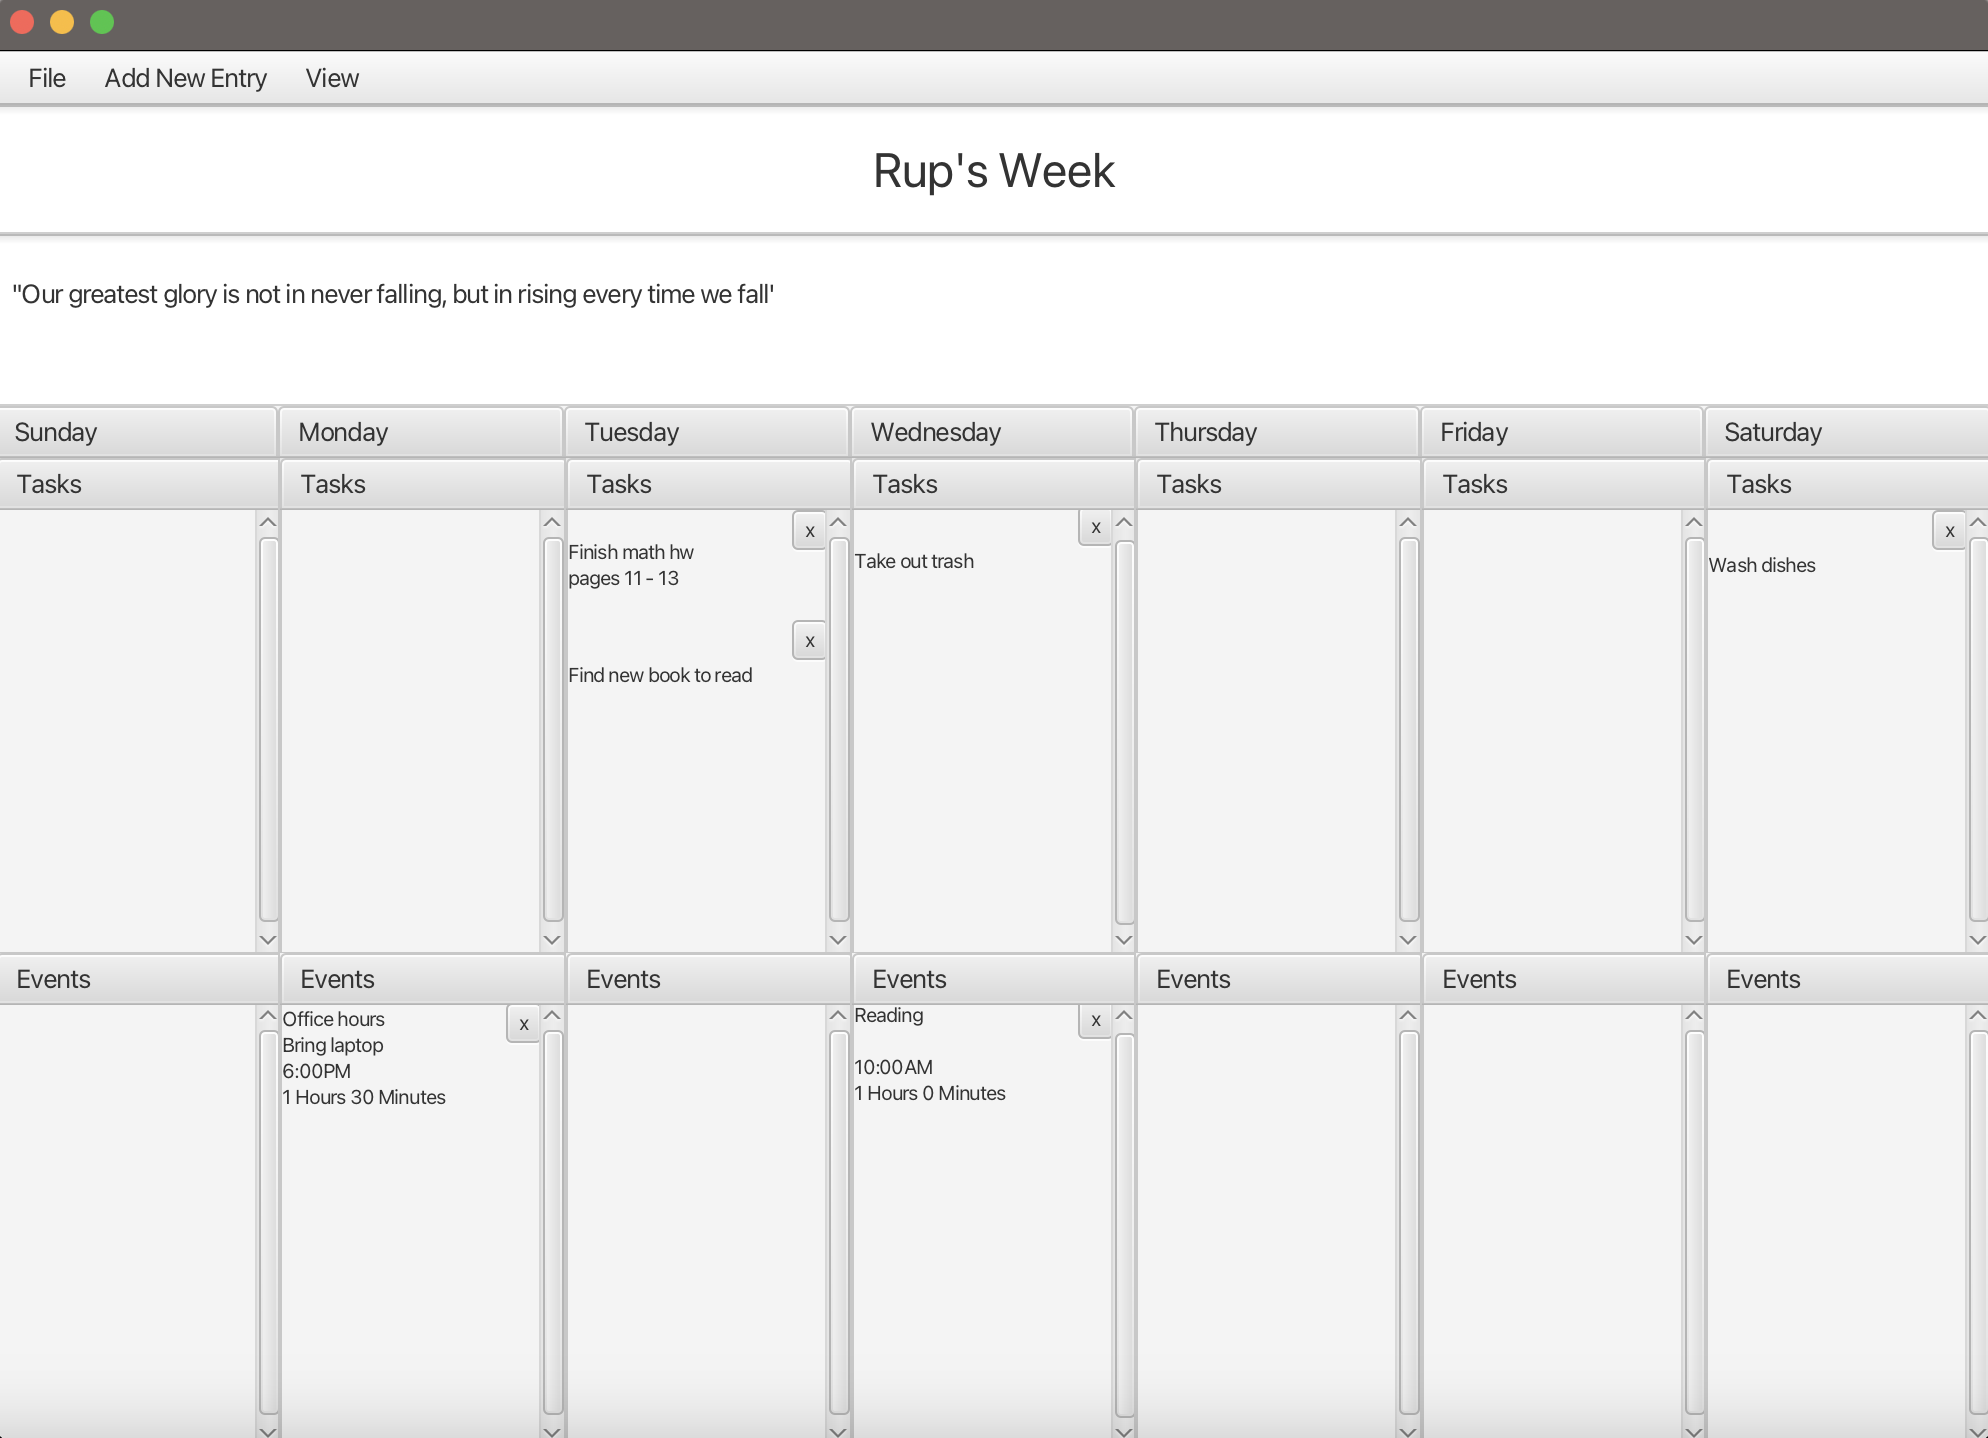 File Add New Entry View
Rup's Week
"Our greatest glory is not in never falling, but in rising every time we fall'
Sunday Monday Tuesday Wednesday Thursday Friday Saturday
Tasks Tasks Tasks Tasks Tasks Tasks Tasks
x
Finish math hw
pages 11 - 13
x
Find new book to read
x
Take out trash
x
Wash dishes
Events Events Events Events Events Events Events
Office hours
x
Bring laptop
6:00PM
1 Hours 30 Minutes
Reading
x
10:00AM
1 Hours 0 Minutes